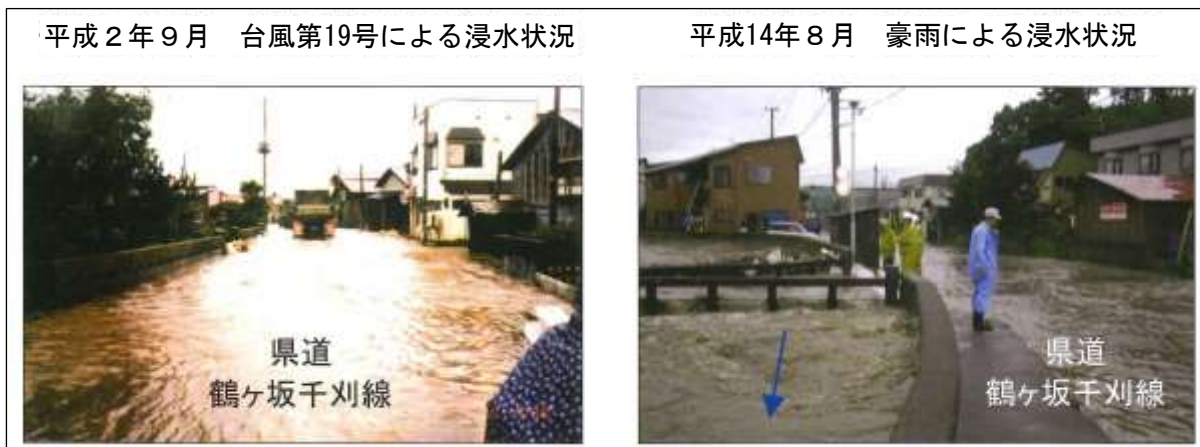 平成２年９月　台風第19号による浸水状況
平成14年８月　豪雨による浸水状況
県道
鶴ヶ坂千刈線
県道
鶴ヶ坂千刈線